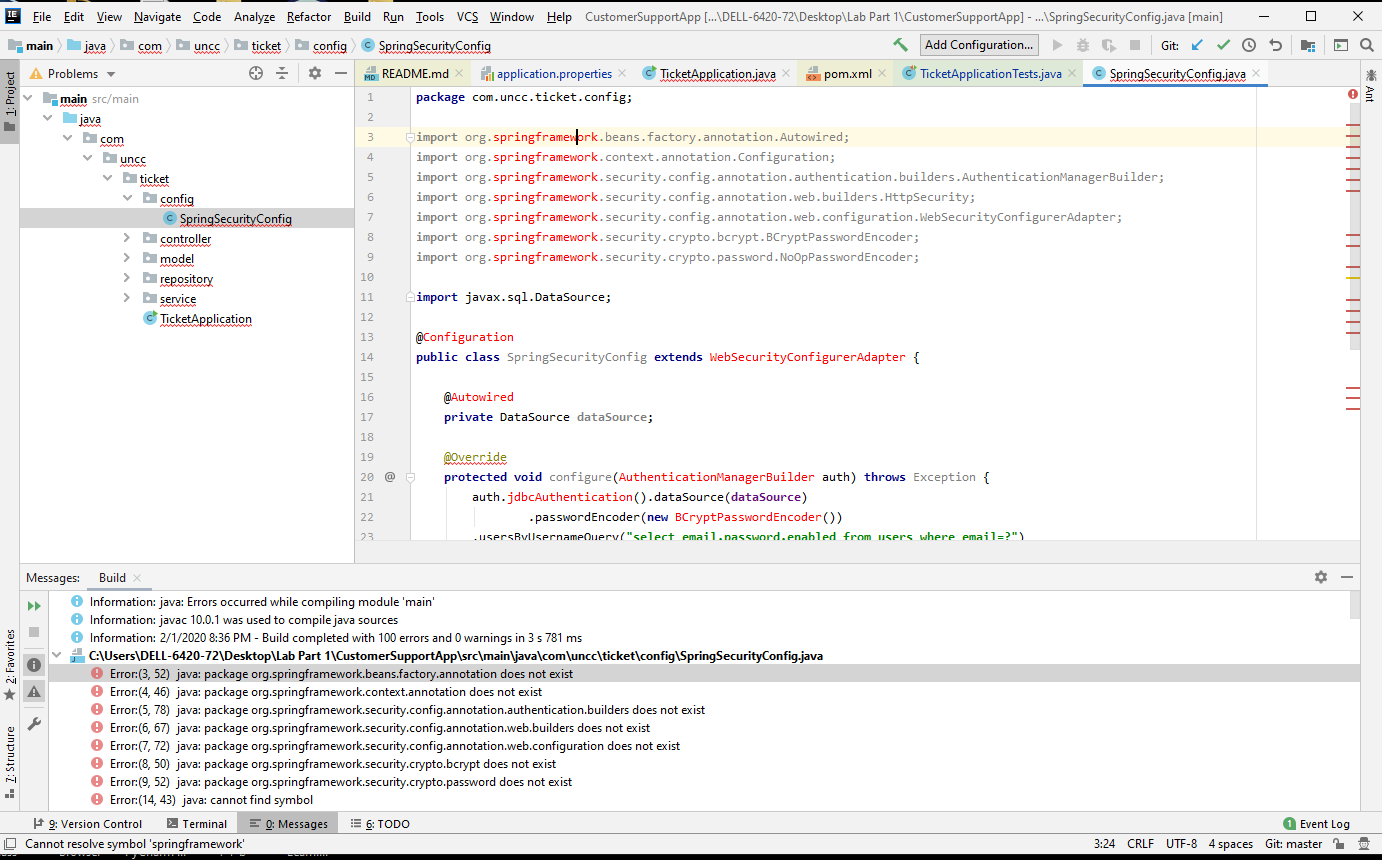 File Edit View Navigate Code Analyze Refactor Build Run Tools VCS Window Help CustomerSupportApp [...\DELL-6420-72\Desktop\Lab Part 1\CustomerSupportApp] - ...\SpringSecurityConfig.java [main]
main java com uncc ticket config SpringSecurityConfig Add Configuration... Git:
Problems README.md application.properties TicketApplication.java pom.xml TicketApplicationTests.java SpringSecurityConfig.java
1: Project
Ant
main src/main
java
com
uncc
ticket
config
SpringSecurityConfig
controller
model
repository
service
TicketApplication
1 package com.uncc.ticket.config;
2
3 import org.springframework.beans.factory.annotation.Autowired;
4 import org.springframework.context.annotation.Configuration;
5 import org.springframework.security.config.annotation.authentication.builders.AuthenticationManagerBuilder;
6 import org.springframework.security.config.annotation.web.builders.HttpSecurity;
7 import org.springframework.security.config.annotation.web.configuration.WebSecurityConfigurerAdapter;
8 import org.springframework.security.crypto.bcrypt.BCryptPasswordEncoder;
9 import org.springframework.security.crypto.password.NoOpPasswordEncoder;
10
11 import javax.sql.DataSource;
12
13 @Configuration
14 public class SpringSecurityConfig extends WebSecurityConfigurerAdapter {
15
16 @Autowired
17 private DataSource dataSource;
18
19 @Override
20 @ protected void configure(AuthenticationManagerBuilder auth) throws Exception {
21 auth.jdbcAuthentication().dataSource(dataSource)
22 .passwordEncoder(new BCryptPasswordEncoder())
23 .usersByUsernameQuery("select email,password,enabled from users where email=?")
Messages: Build
Information: java: Errors occurred while compiling module 'main'
Information: javac 10.0.1 was used to compile java sources
Information: 2/1/2020 8:36 PM - Build completed with 100 errors and 0 warnings in 3 s 781 ms
C:\Users\DELL-6420-72\Desktop\Lab Part 1\CustomerSupportApp\src\main\java\com\uncc\ticket\config\SpringSecurityConfig.java
Error:(3, 52) java: package org.springframework.beans.factory.annotation does not exist
Error:(4, 46) java: package org.springframework.context.annotation does not exist
Error:(5, 78) java: package org.springframework.security.config.annotation.authentication.builders does not exist
Error:(6, 67) java: package org.springframework.security.config.annotation.web.builders does not exist
Error:(7, 72) java: package org.springframework.security.config.annotation.web.configuration does not exist
Error:(8, 50) java: package org.springframework.security.crypto.bcrypt does not exist
Error:(9, 52) java: package org.springframework.security.crypto.password does not exist
Error:(14, 43) java: cannot find symbol
2: Favorites
7: Structure
9: Version Control Terminal 0: Messages 6: TODO 1 Event Log
Cannot resolve symbol 'springframework' 3:24 CRLF UTF-8 4 spaces Git: master